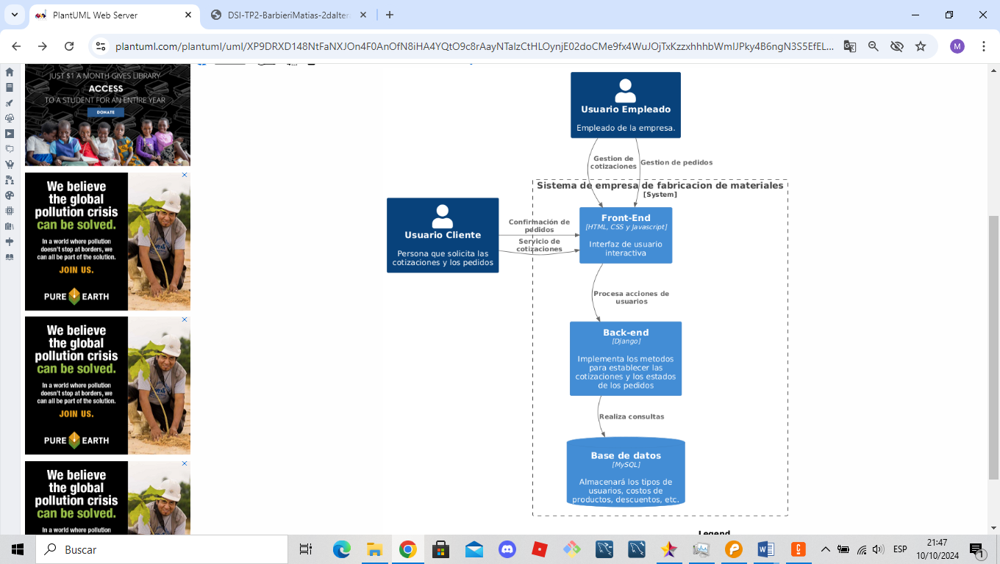 PlantUML Web Server
DSI-TP2-BarbieriMatias-2dalter
plantuml.com/plantuml/uml/XP9DRXD148NtFaNXJOn4F0AnOfN8iHA4YQtO9c8rAayNTalzCtHLOynjE02doCMe9fx4WuJOjTxKzzxhhhbWmIJPky4B6ngN3S5EfEL...
M
JUST $1 A MONTH GIVES LIBRARY
ACCESS
TO A STUDENT FOR AN ENTIRE YEAR
DONATE
We believe
the global
pollution crisis
can be solved.
In a world where pollution
doesn't stop at borders, we
can all be part of the solution.
JOIN US.
PURE EARTH
We believe
the global
pollution crisis
can be solved.
In a world where pollution
doesn't stop at borders, we
can all be part of the solution.
JOIN US.
PURE EARTH
We believe
the global
pollution crisis
can be solved.
In a world where pollution
Usuario Empleado
Empleado de la empresa.
Gestion de
cotizaciones
Gestion de pedidos
Sistema de empresa de fabricacion de materiales
[System]
Usuario Cliente
Persona que solicita las
cotizaciones y los pedidos
Confirmación de
pedidos
Servicio de
cotizaciones
Front-End
[HTML, CSS y Javascript]
Interfaz de usuario
interactiva
Procesa acciones de
usuarios
Back-end
[Django]
Implementa los metodos
para establecer las
cotizaciones y los estados
de los pedidos
Realiza consultas
Base de datos
[MySQL]
Almacenará los tipos de
usuarios, costos de
productos, descuentos, etc.
Legend
Buscar
ESP
21:47
10/10/2024
1